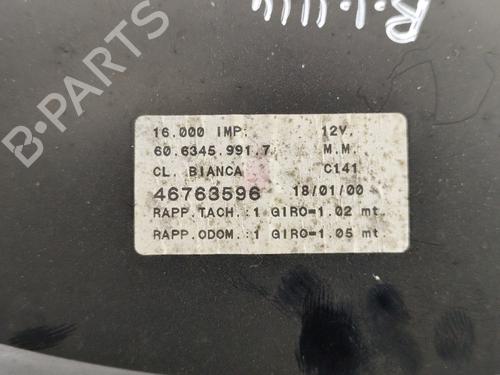 R.L.1114
16.000 IMP. 12V.
60.6345.991.7 M.M.
CL. BIANCA C141
46763596 18/01/00
RAPP.TACH.:1 GIRO=1.02 mt.
RAPP.ODOM.:1 GIRO=1.05 mt.
B-PARTS